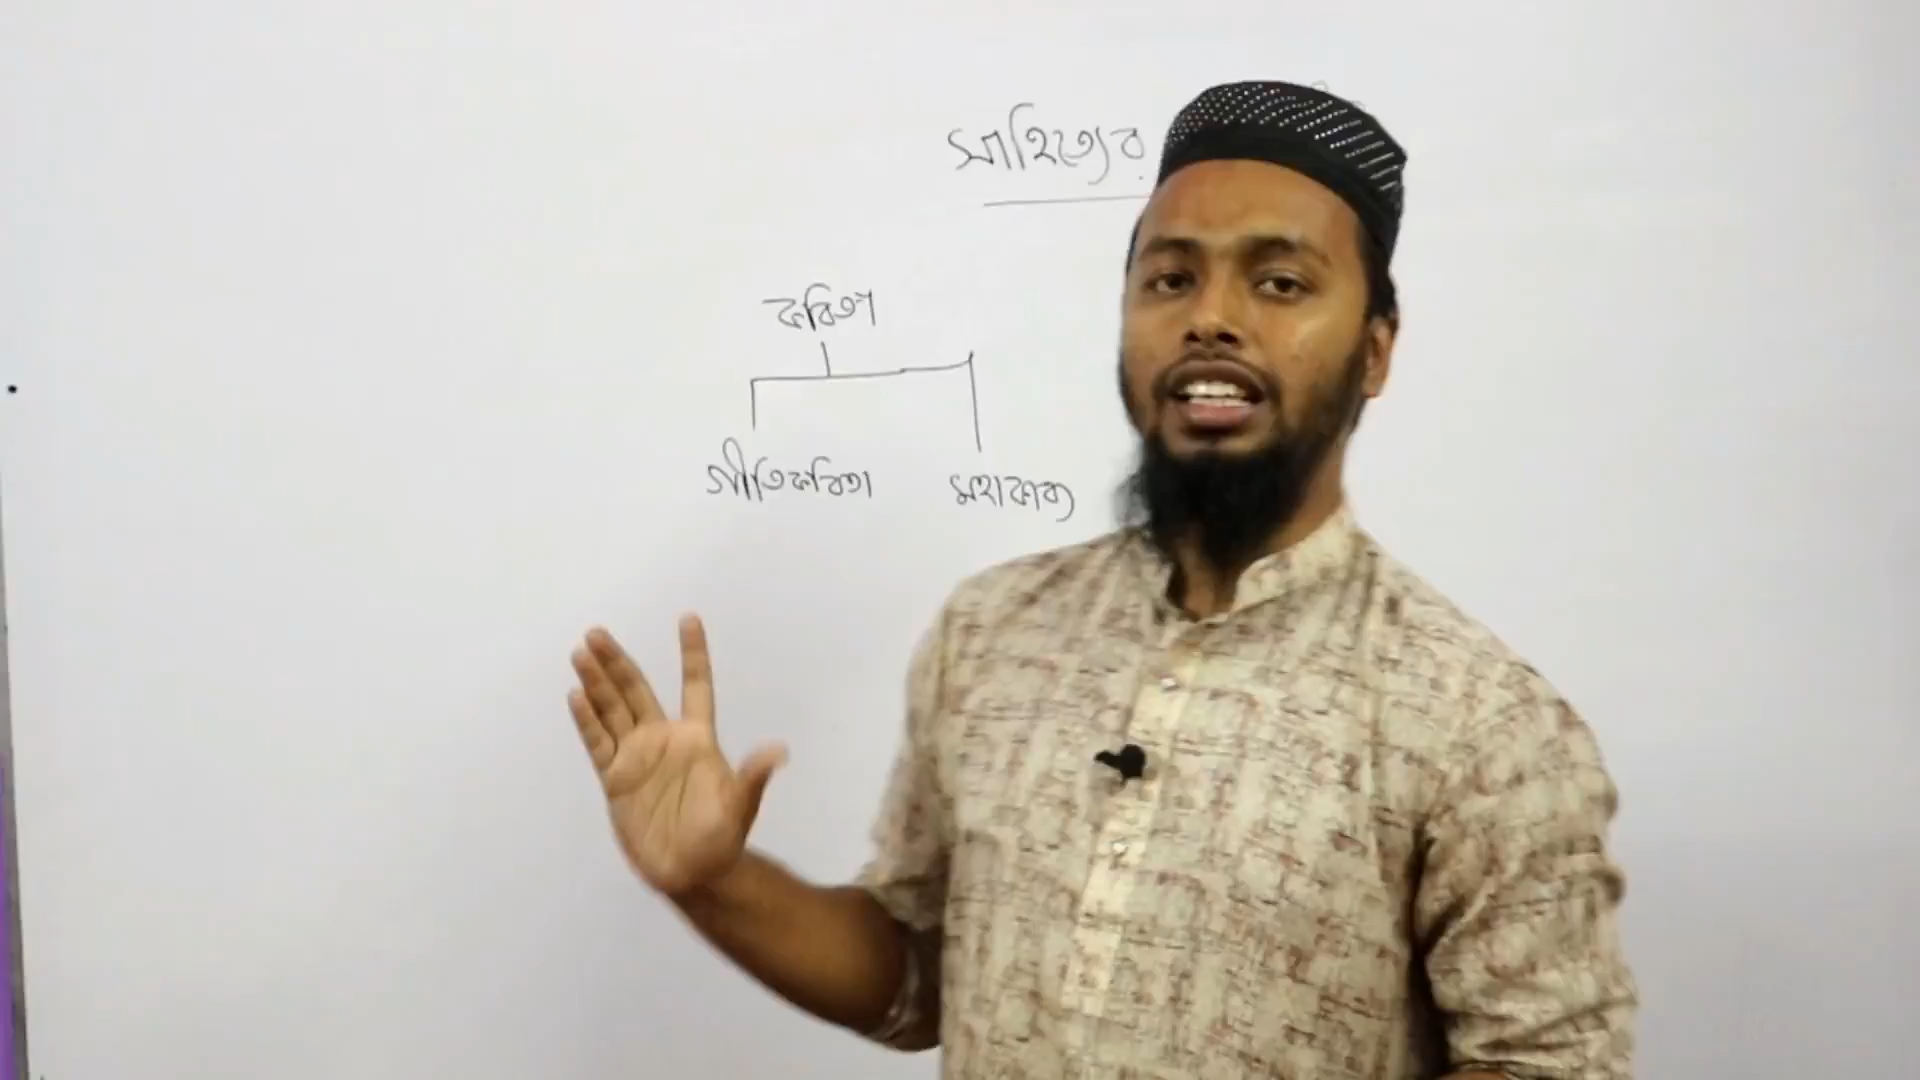 সাহিত্যের
কবিতা
গীতিকবিতা মহাকাব্য